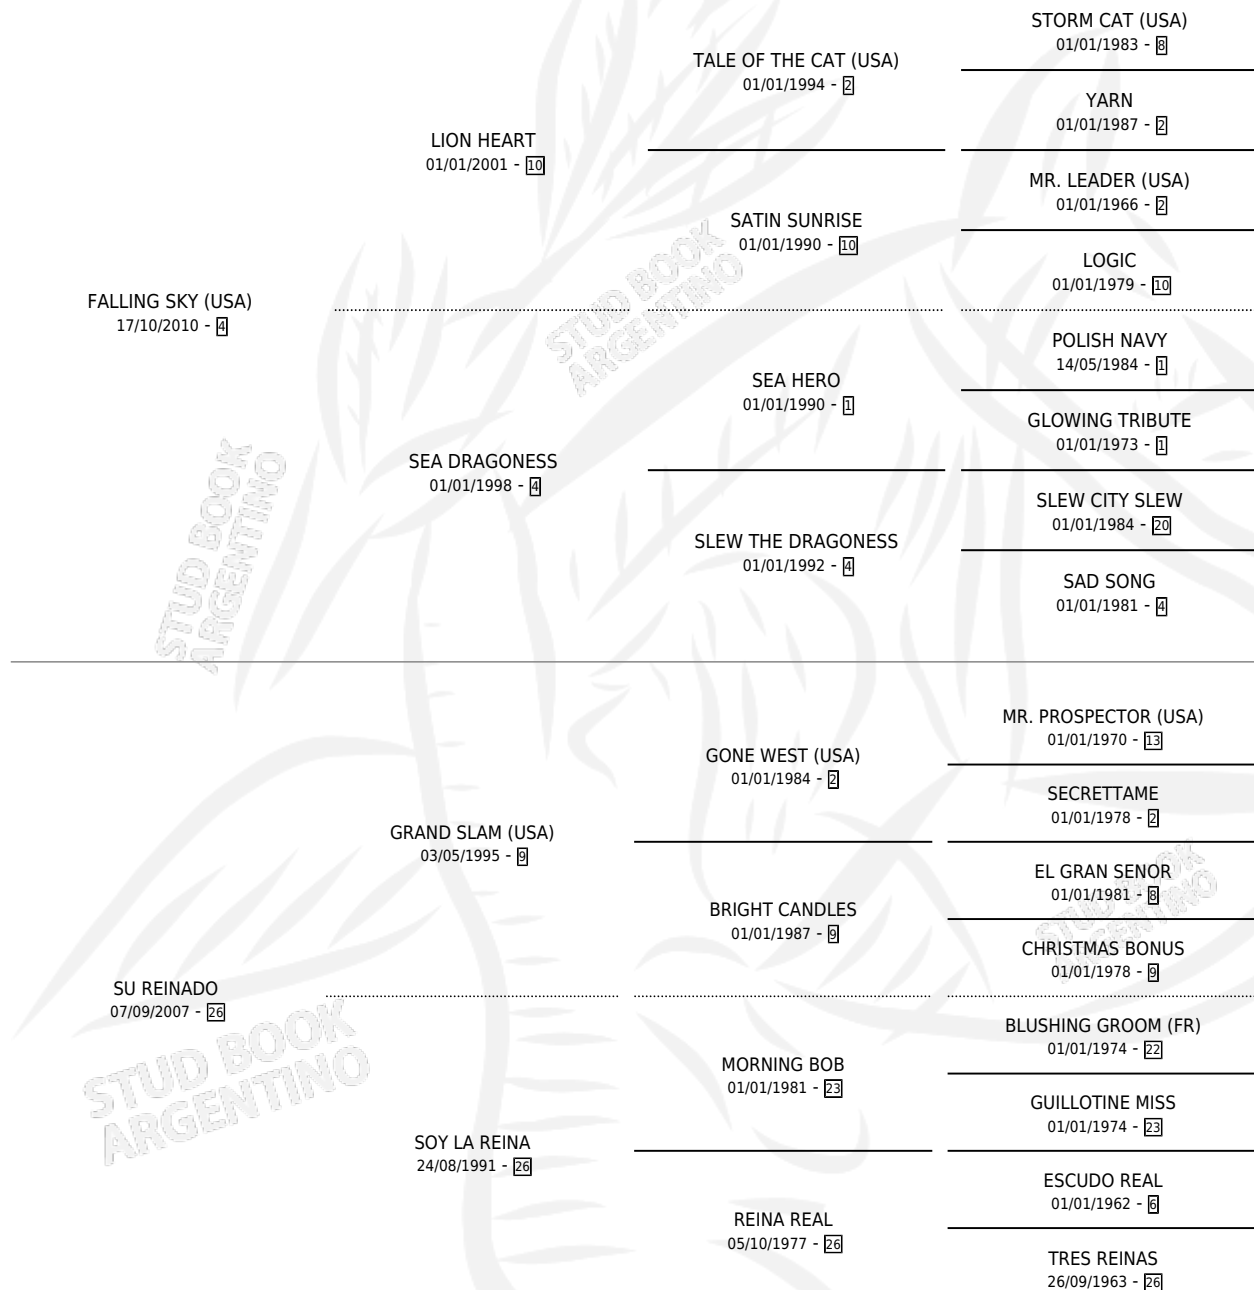 FALLING SKY (USA)
17/10/2010 - 4
LION HEART
01/01/2001 - 10
SEA DRAGONESS
01/01/1998 - 4
TALE OF THE CAT (USA)
01/01/1994 - 2
SATIN SUNRISE
01/01/1990 - 10
SEA HERO
01/01/1990 - 1
SLEW THE DRAGONESS
01/01/1992 - 4
STORM CAT (USA)
01/01/1983 - 8
YARN
01/01/1987 - 2
MR. LEADER (USA)
01/01/1966 - 2
LOGIC
01/01/1979 - 10
POLISH NAVY
14/05/1984 - 1
GLOWING TRIBUTE
01/01/1973 - 1
SLEW CITY SLEW
01/01/1984 - 20
SAD SONG
01/01/1981 - 4
SU REINADO
07/09/2007 - 26
GRAND SLAM (USA)
03/05/1995 - 9
SOY LA REINA
24/08/1991 - 26
GONE WEST (USA)
01/01/1984 - 2
BRIGHT CANDLES
01/01/1987 - 9
MORNING BOB
01/01/1981 - 23
REINA REAL
05/10/1977 - 26
MR. PROSPECTOR (USA)
01/01/1970 - 13
SECRETTAME
01/01/1978 - 2
EL GRAN SENOR
01/01/1981 - 8
CHRISTMAS BONUS
01/01/1978 - 9
BLUSHING GROOM (FR)
01/01/1974 - 22
GUILLOTINE MISS
01/01/1974 - 23
ESCUDO REAL
01/01/1962 - 6
TRES REINAS
26/09/1963 - 26
STUD BOOK
ARGENTINO
STUD BOOK
ARGENTINO
STUD BOOK
ARGENTINO
STUD BOOK
ARGENTINO